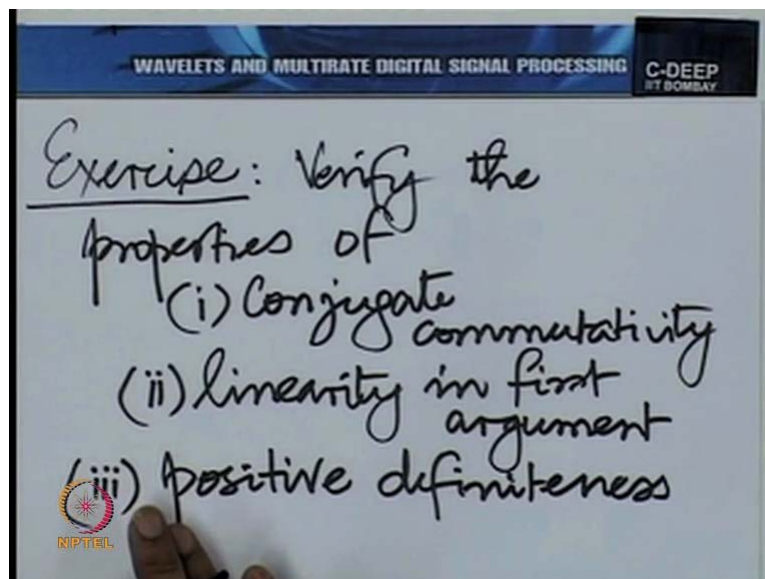 WAVELETS AND MULTIRATE DIGITAL SIGNAL PROCESSING
C-DEEP
IIT BOMBAY
Exercise: Verify the
properties of
(i) Conjugate
commutativity
(ii) linearity in first
argument
(iii) positive definiteness
NPTEL